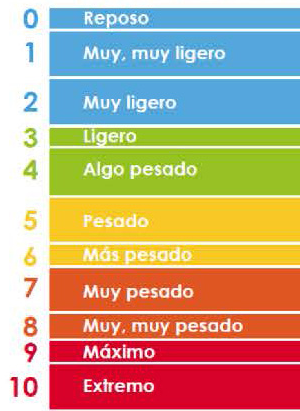 0 Reposo
1 Muy, muy ligero
2 Muy ligero
3 Ligero
4 Algo pesado
5 Pesado
6 Más pesado
7 Muy pesado
8 Muy, muy pesado
9 Máximo
10 Extremo